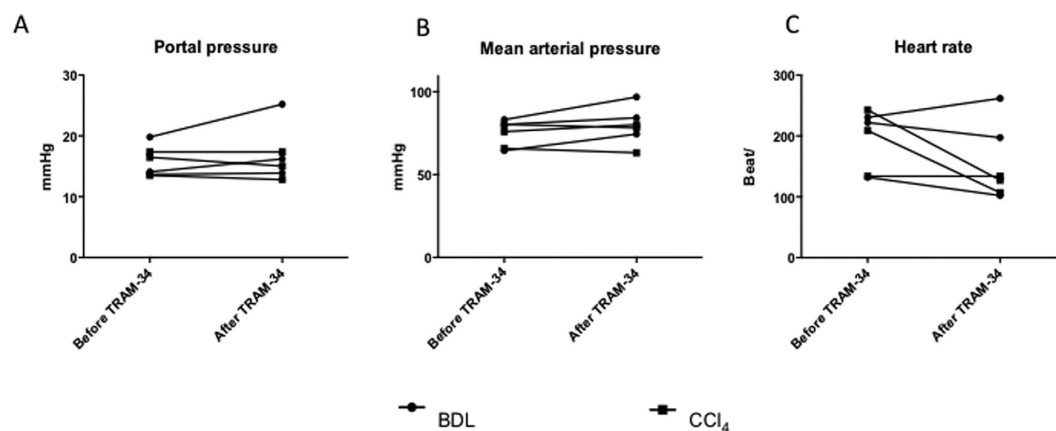 A
Portal pressure
30
20
10
0
mmHg
Before TRAM-34
After TRAM-34
B
Mean arterial pressure
100
50
0
mmHg
Before TRAM-34
After TRAM-34
C
Heart rate
300
200
100
0
Beat/
Before TRAM-34
After TRAM-34
BDL
CCl₄